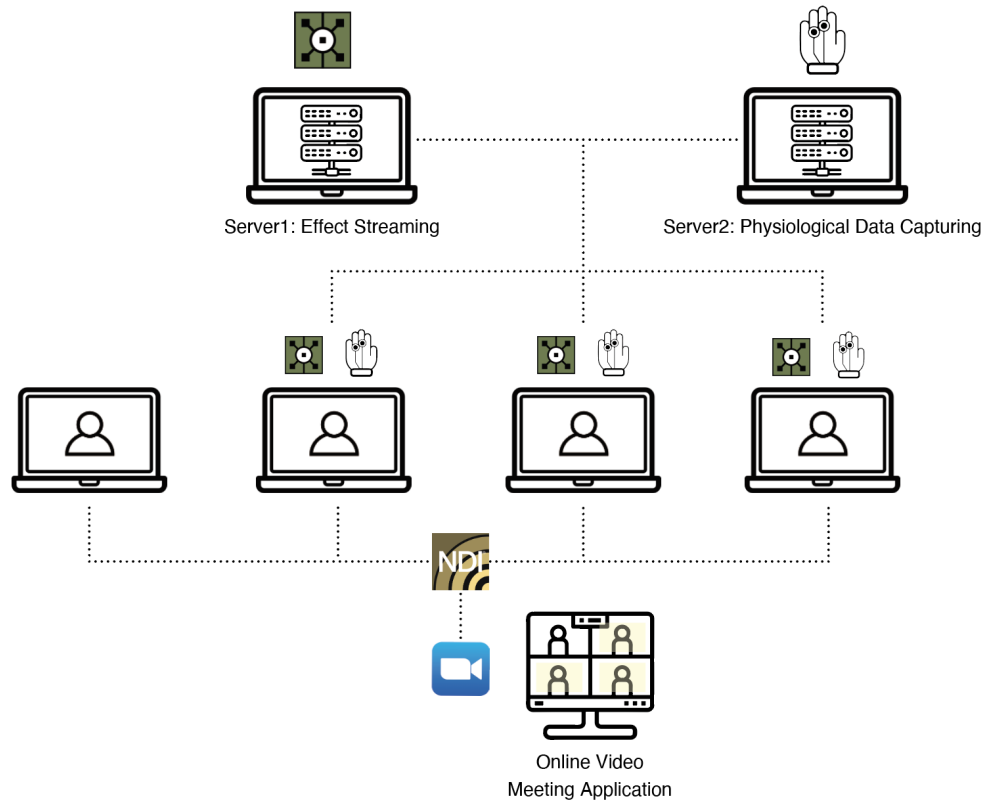 Server1: Effect Streaming
Server2: Physiological Data Capturing
NDI
Online Video
Meeting Application